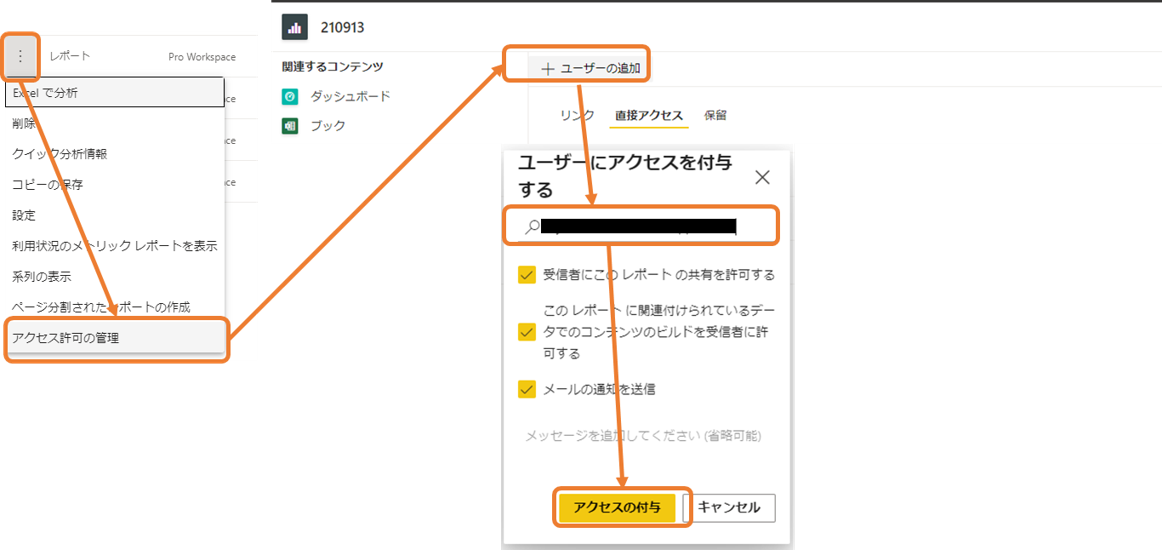 レポート Pro Workspace
Excel で分析
ce
削除
クイック分析情報
ce
コピーの保存
ce
設定
利用状況のメトリック レポートを表示
系列の表示
ページ分割されたレポートの作成
アクセス許可の管理
210913
関連するコンテンツ
ダッシュボード
ブック
ユーザーの追加
リンク 直接アクセス 保留
ユーザーにアクセスを付与
する
受信者にこの レポート の共有を許可する
この レポート に関連付けられているデー
タでのコンテンツのビルドを受信者に許
可する
メールの通知を送信
メッセージを追加してください (省略可能)
アクセスの付与 キャンセル